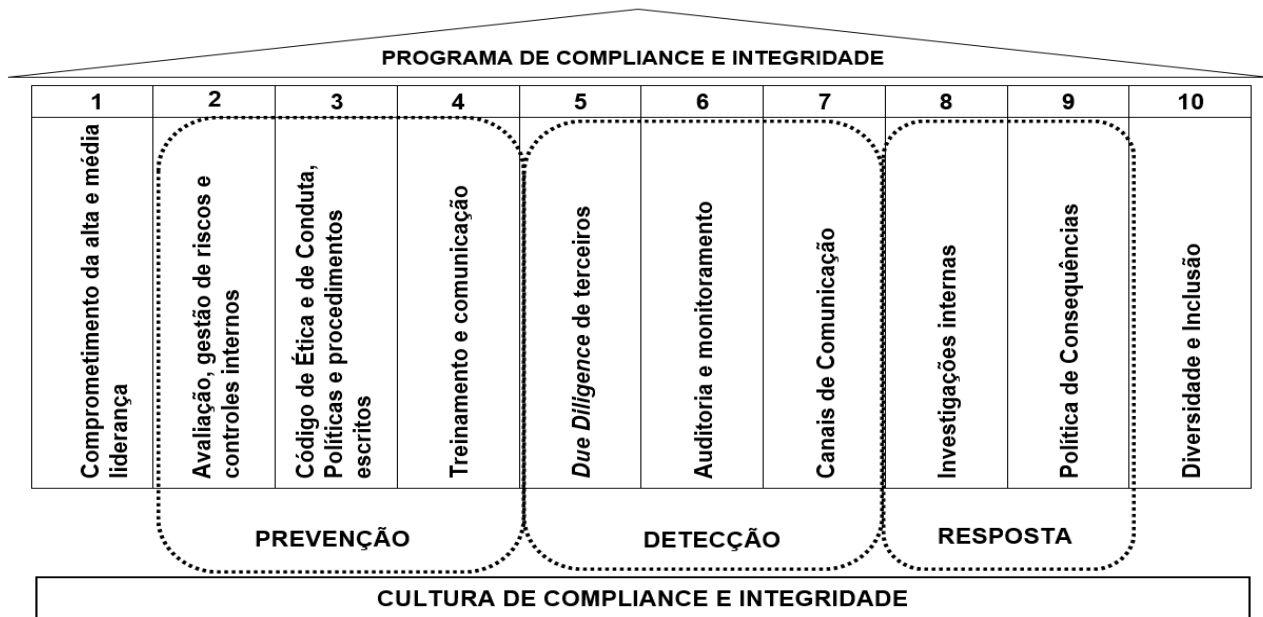 PROGRAMA DE COMPLIANCE E INTEGRIDADE
1
2
3
4
5
6
7
8
9
10
Comprometimento da alta e média
liderança
Avaliação, gestão de riscos e
controles internos
Código de Ética e de Conduta,
Políticas e procedimentos
escritos
Treinamento e comunicação
Due Diligence de terceiros
Auditoria e monitoramento
Canais de Comunicação
Investigações internas
Política de Consequências
Diversidade e Inclusão
PREVENÇÃO
DETECÇÃO
RESPOSTA
CULTURA DE COMPLIANCE E INTEGRIDADE